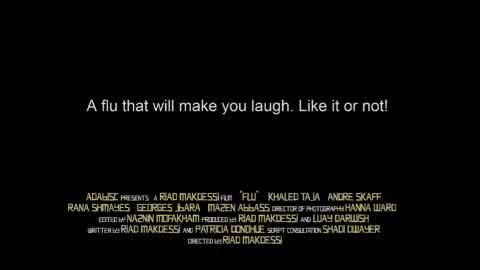 A flu that will make you laugh. Like it or not!
ADABISC PRESENTS A RIAD MAKDESSI FILM "FLU" KHALED TAJA ANDRE SKAFF
RANA SHMAYES GEORGES JBARA MAZEN ABBASS DIRECTOR OF PHOTOGRAPHY HANNA WARD
EDITED BY NAZNIN MOFAKHAM PRODUCED BY RIAD MAKDESSI AND LUAY DARWISH
WRITTEN BY RIAD MAKDESSI AND PATRICIA DONOHUE SCRIPT CONSULTATION SHADI DWAYER
DIRECTED BY RIAD MAKDESSI